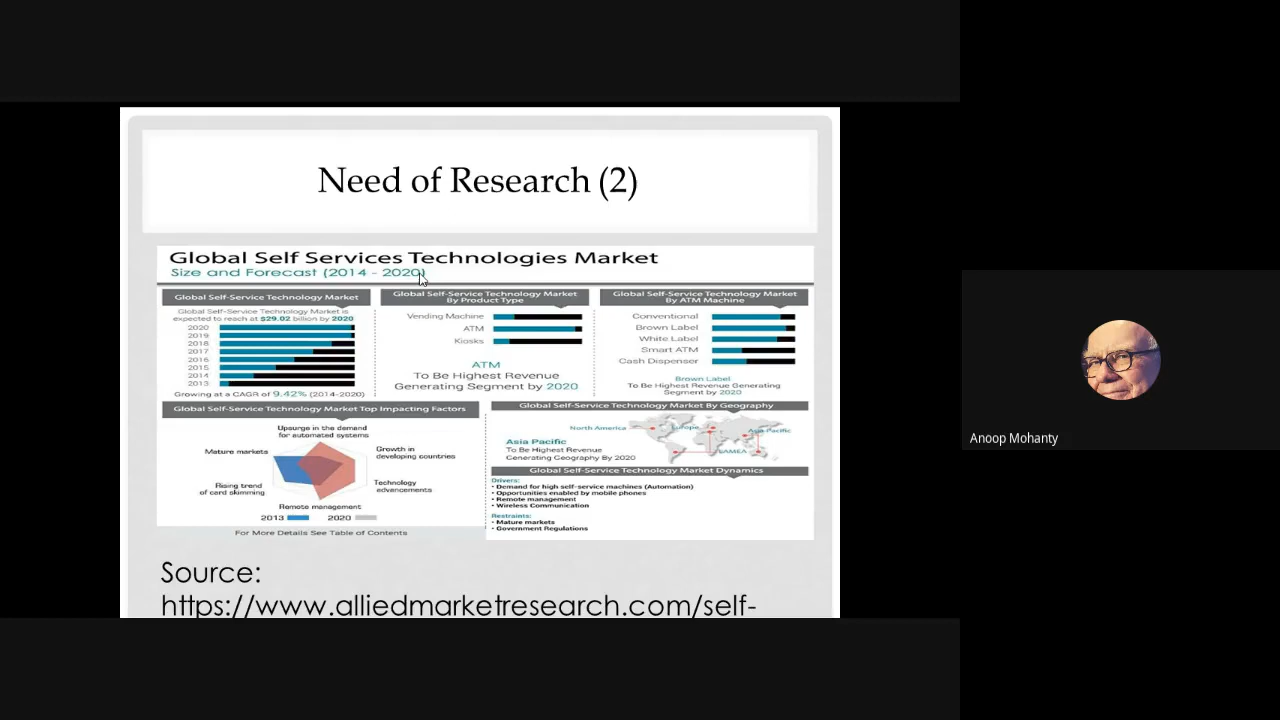 Need of Research (2)
Global Self Services Technologies Market
Size and Forecast (2014 - 2020)
Global Self-Service Technology Market
Global Self-Service Technology Market is
expected to reach at $29.02 billion by 2020
2020
2019
2018
2017
2016
2015
2014
2013
Growing at a CAGR of 9.42% (2014-2020)
Global Self-Service Technology Market
By Product Type
Vending Machine
ATM
Kiosks
ATM
To Be Highest Revenue
Generating Segment by 2020
Global Self-Service Technology Market
By ATM Machine
Conventional
Brown Label
White Label
Smart ATM
Cash Dispenser
Brown Label
To Be Highest Revenue Generating
Segment by 2020
Global Self-Service Technology Market Top Impacting Factors
Upsurge in the demand
for automated systems
Mature markets
Growth in
developing countries
Rising trend
of card skimming
Technology
advancements
Remote management
2013
2020
For More Details See Table of Contents
Global Self-Service Technology Market By Geography
North America
Europe
Asia-Pacific
LAMEA
Asia Pacific
To Be Highest Revenue
Generating Geography By 2020
Global Self-Service Technology Market Dynamics
Drivers:
• Demand for high self-service machines (Automation)
• Opportunities enabled by mobile phones
• Remote management
• Wireless Communication
Restraints:
• Mature markets
• Government Regulations
Source:
https://www.alliedmarketresearch.com/self-
Anoop Mohanty